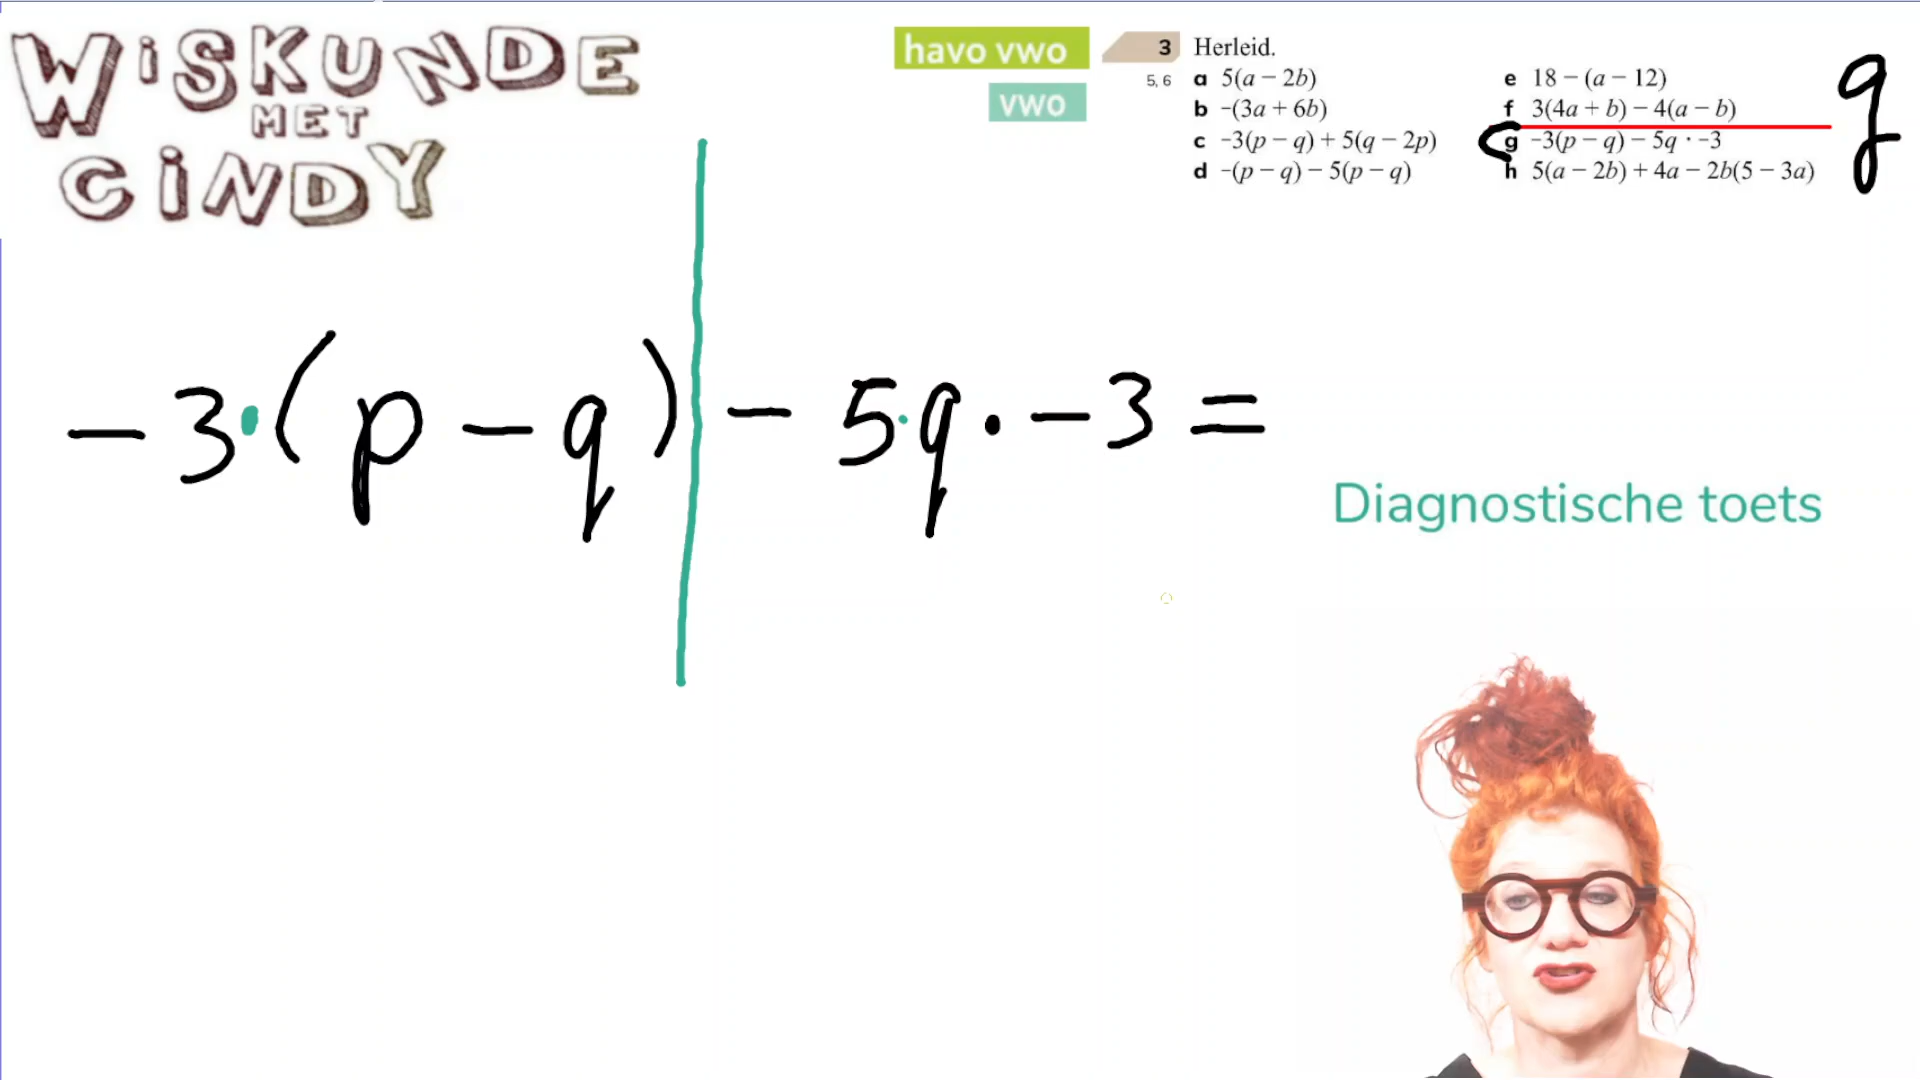 WiSKUNDE
MET
CiNDY
havo vwo
vwo
3 Herleid.
5, 6 a 5(a − 2b)
b -(3a + 6b)
c -3(p − q) + 5(q − 2p)
d -(p − q) − 5(p − q)
e 18 − (a − 12)
f 3(4a + b) − 4(a − b)
g -3(p − q) − 5q · -3
h 5(a − 2b) + 4a − 2b(5 − 3a)
g
-3·(p − q) − 5·q · -3 =
Diagnostische toets